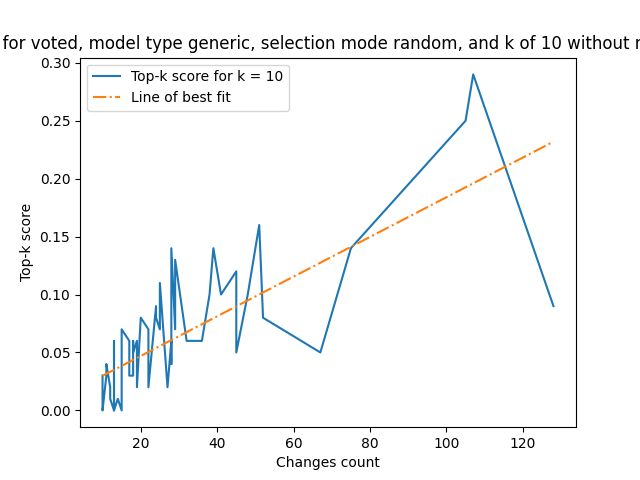 for voted, model type generic, selection mode random, and k of 10 without
Top-k score for k = 10
Line of best fit
0.30
0.25
0.20
0.15
0.10
0.05
0.00
Top-k score
20 40 60 80 100 120
Changes count